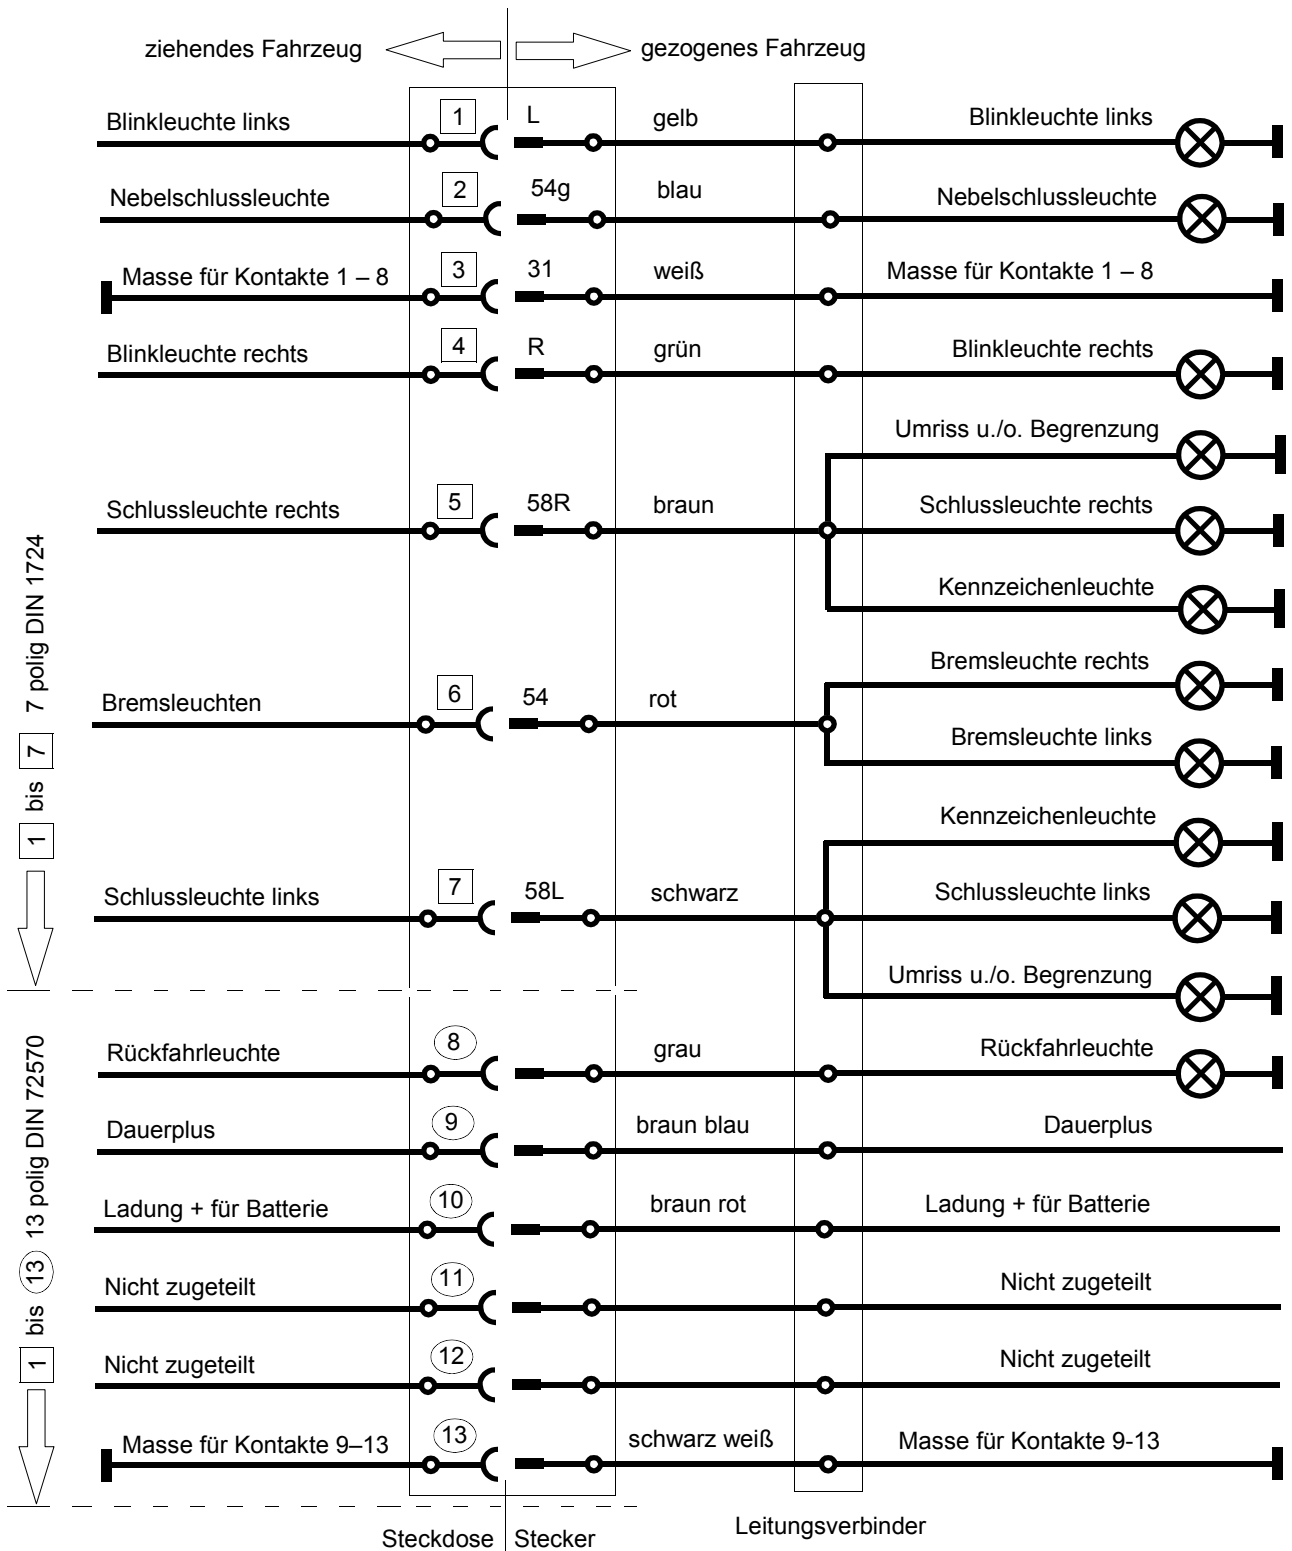 ziehendes Fahrzeug gezogenes Fahrzeug
Blinkleuchte links 1 L gelb Blinkleuchte links
Nebelschlussleuchte 2 54g blau Nebelschlussleuchte
Masse für Kontakte 1 – 8 3 31 weiß Masse für Kontakte 1 – 8
Blinkleuchte rechts 4 R grün Blinkleuchte rechts
Umriss u./o. Begrenzung
Schlussleuchte rechts 5 58R braun Schlussleuchte rechts
Kennzeichenleuchte
Bremsleuchte rechts
Bremsleuchten 6 54 rot
Bremsleuchte links
Kennzeichenleuchte
Schlussleuchte links 7 58L schwarz Schlussleuchte links
Umriss u./o. Begrenzung
1 bis 7 7 polig DIN 1724
Rückfahrleuchte 8 grau Rückfahrleuchte
Dauerplus 9 braun blau Dauerplus
Ladung + für Batterie 10 braun rot Ladung + für Batterie
Nicht zugeteilt 11 Nicht zugeteilt
Nicht zugeteilt 12 Nicht zugeteilt
Masse für Kontakte 9–13 13 schwarz weiß Masse für Kontakte 9-13
1 bis 13 13 polig DIN 72570
Steckdose Stecker Leitungsverbinder